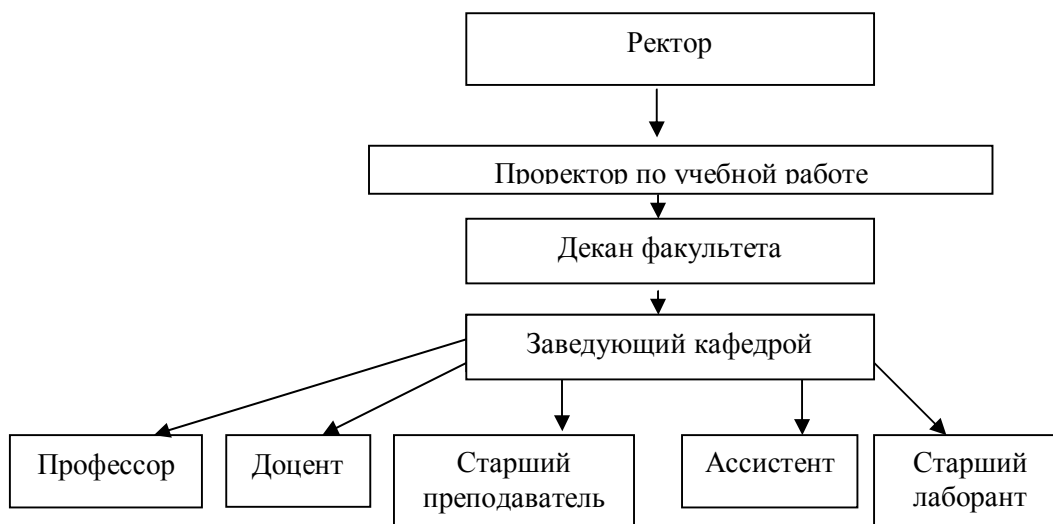 Ректор
Проректор по учебной работе
Декан факультета
Заведующий кафедрой
Профессор
Доцент
Старший
преподаватель
Ассистент
Старший
лаборант